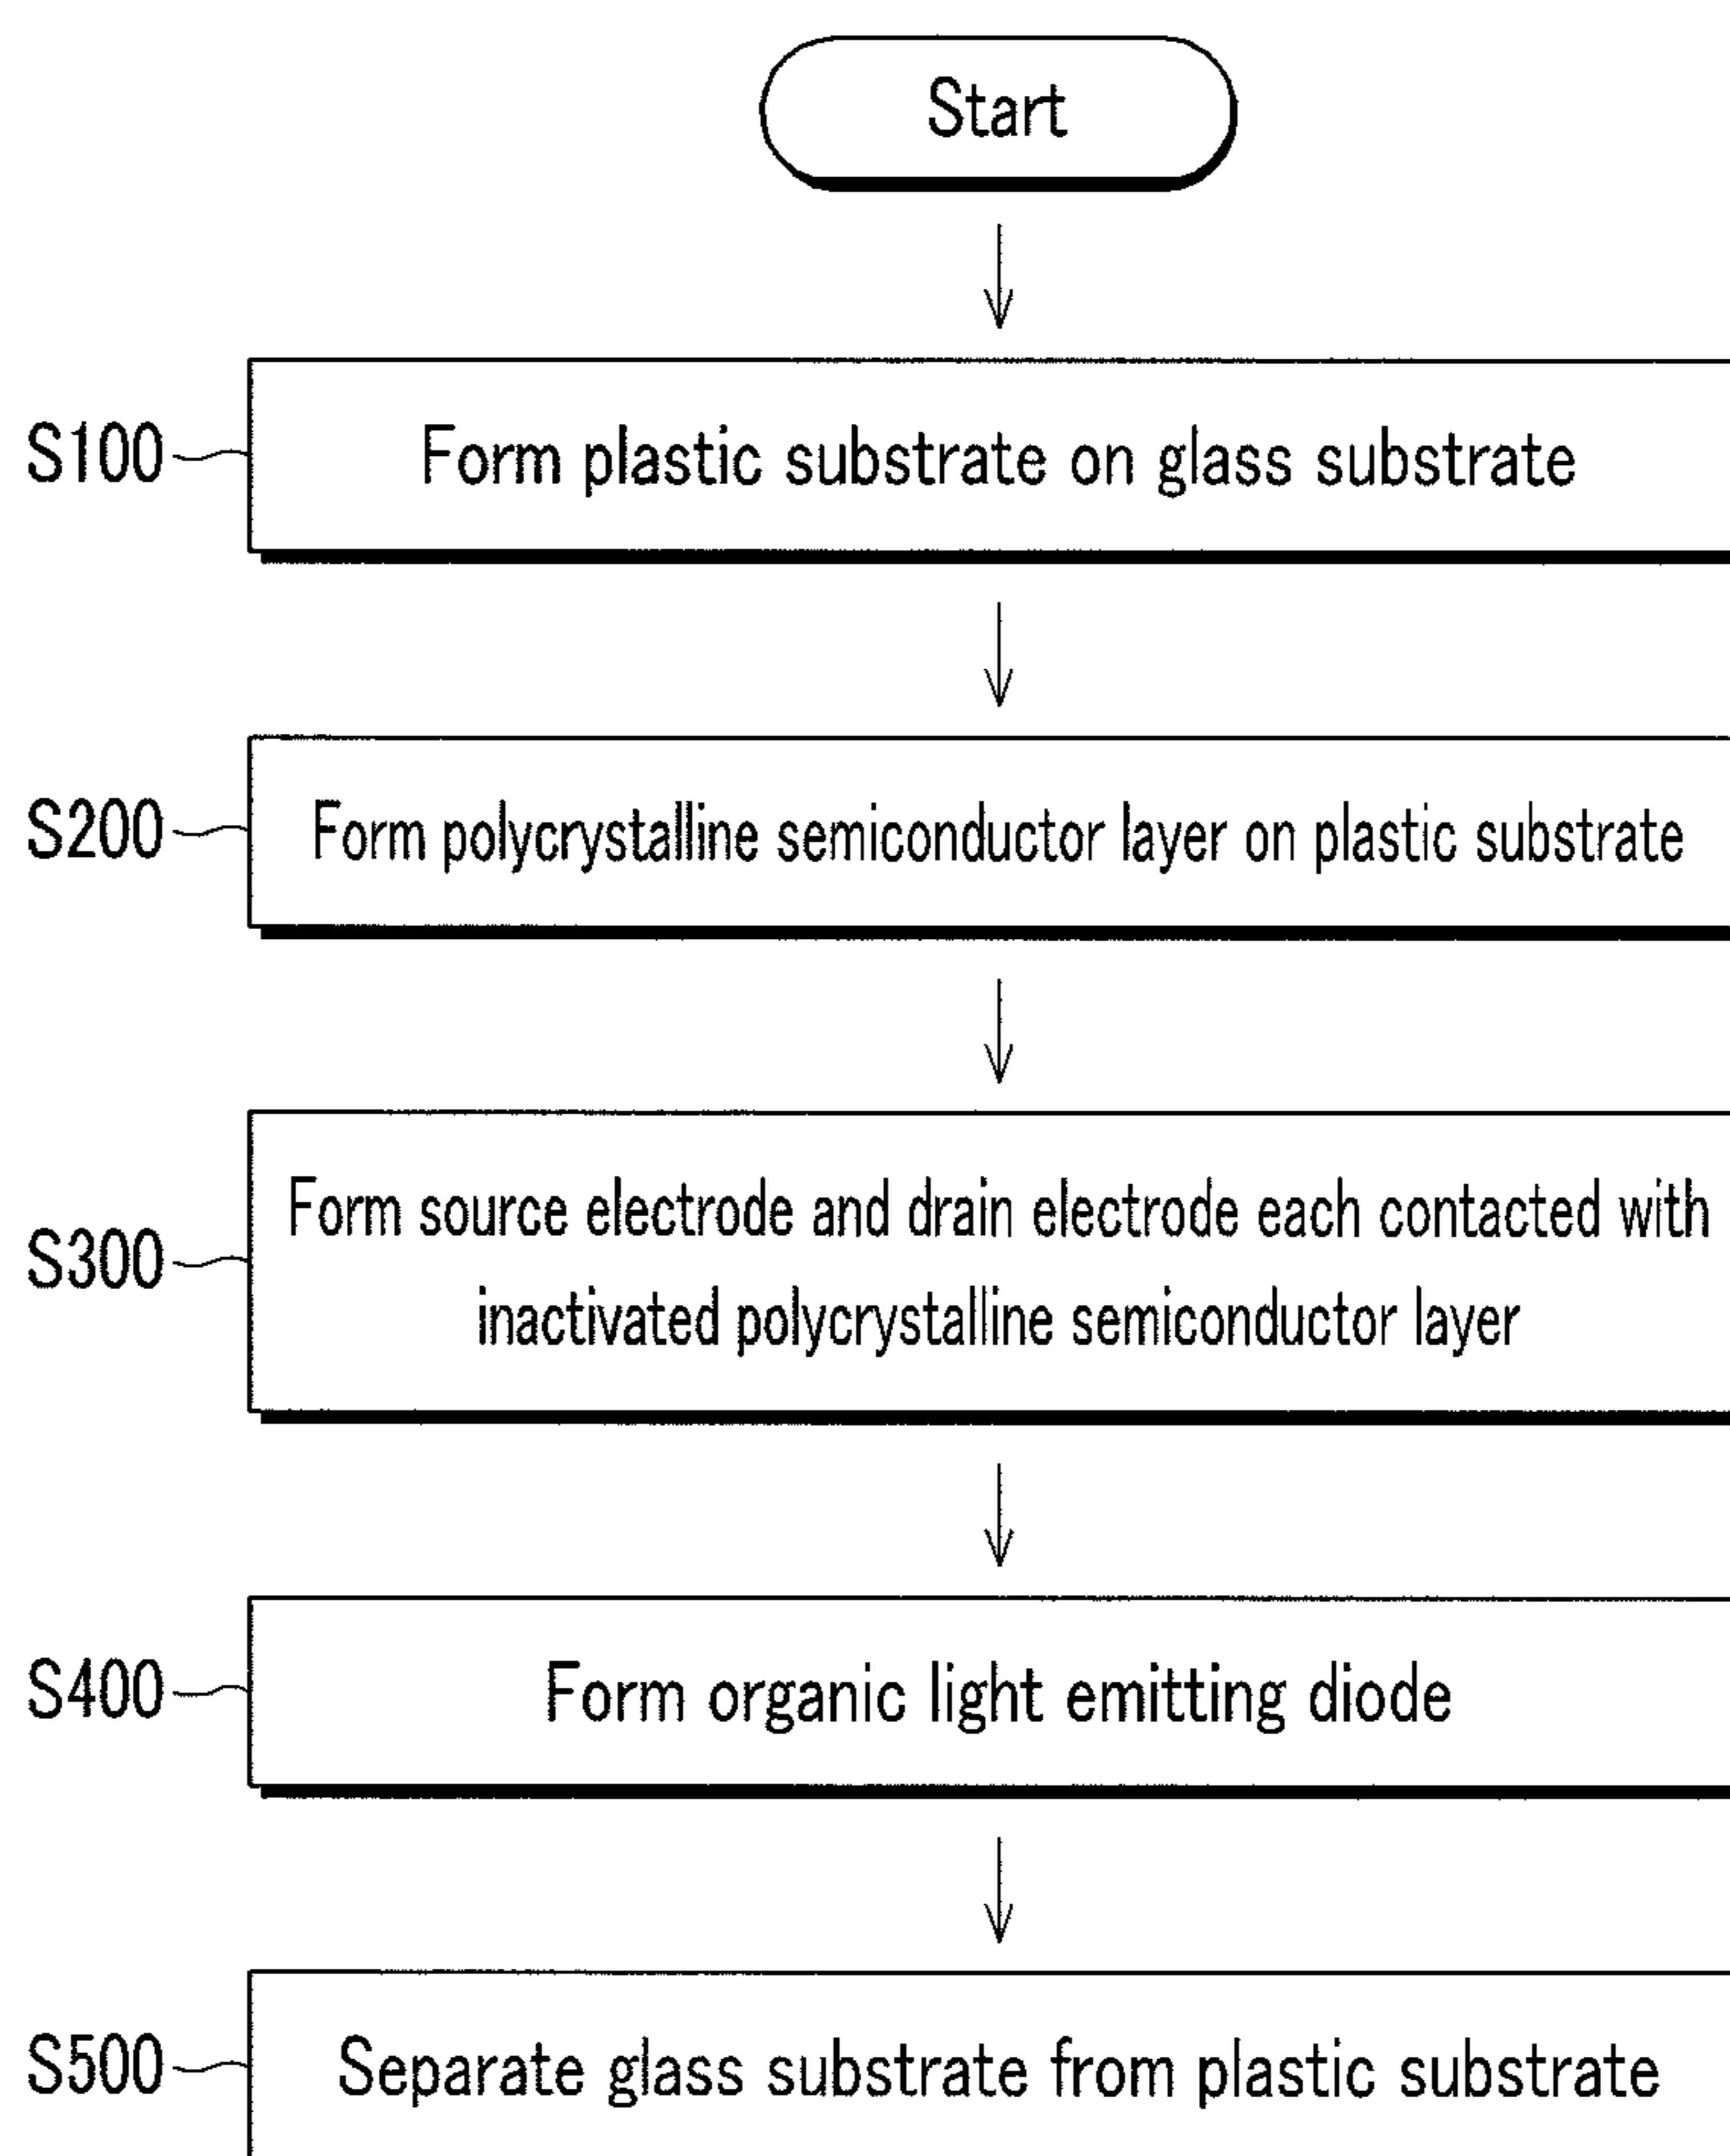 Start
S100 Form plastic substrate on glass substrate
S200 Form polycrystalline semiconductor layer on plastic substrate
S300 Form source electrode and drain electrode each contacted with
inactivated polycrystalline semiconductor layer
S400 Form organic light emitting diode
S500 Separate glass substrate from plastic substrate